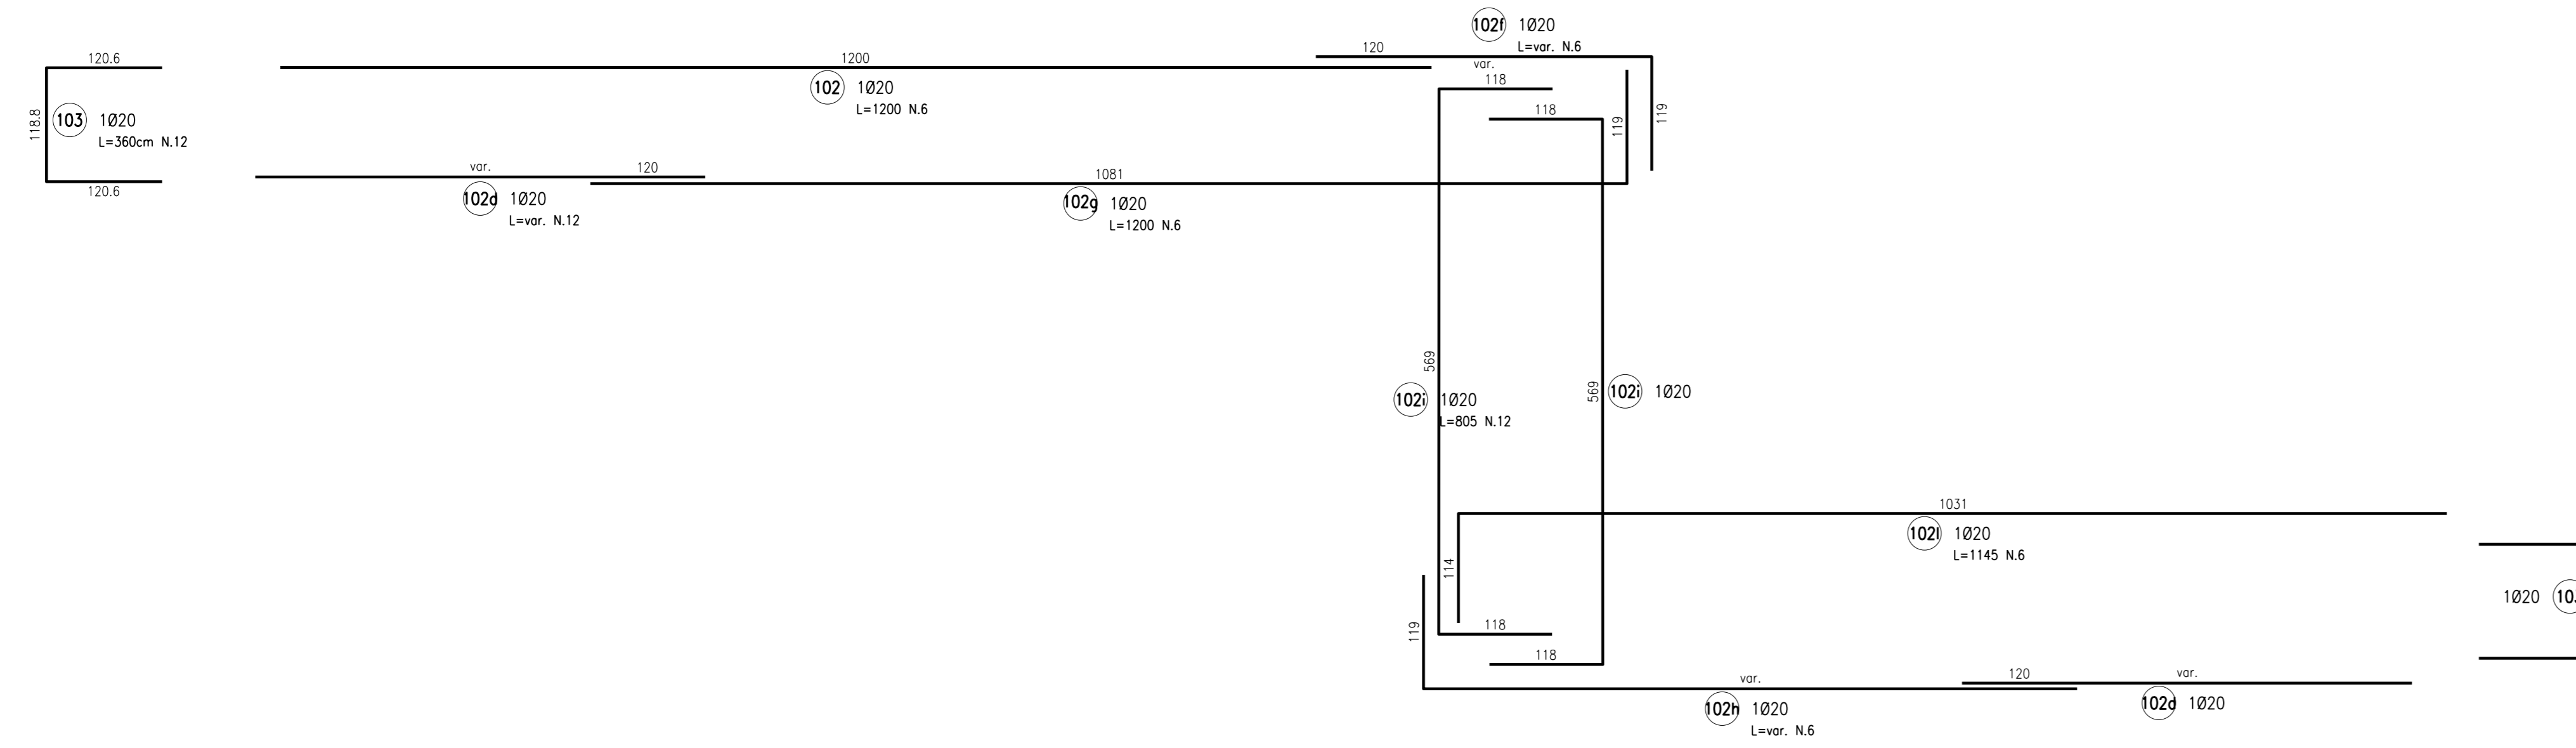 102f 1Ø20
L=var. N.6
120.6
1200
120
var.
118
102 1Ø20
L=1200 N.6
118.8
103 1Ø20
L=360cm N.12
118
119
119
120.6
var.
120
1081
102d 1Ø20
L=var. N.12
102g 1Ø20
L=1200 N.6
569
569
102i 1Ø20
L=805 N.12
102i 1Ø20
1031
102l 1Ø20
L=1145 N.6
114
1Ø20
119
118
118
var.
120
var.
102h 1Ø20
L=var. N.6
102d 1Ø20